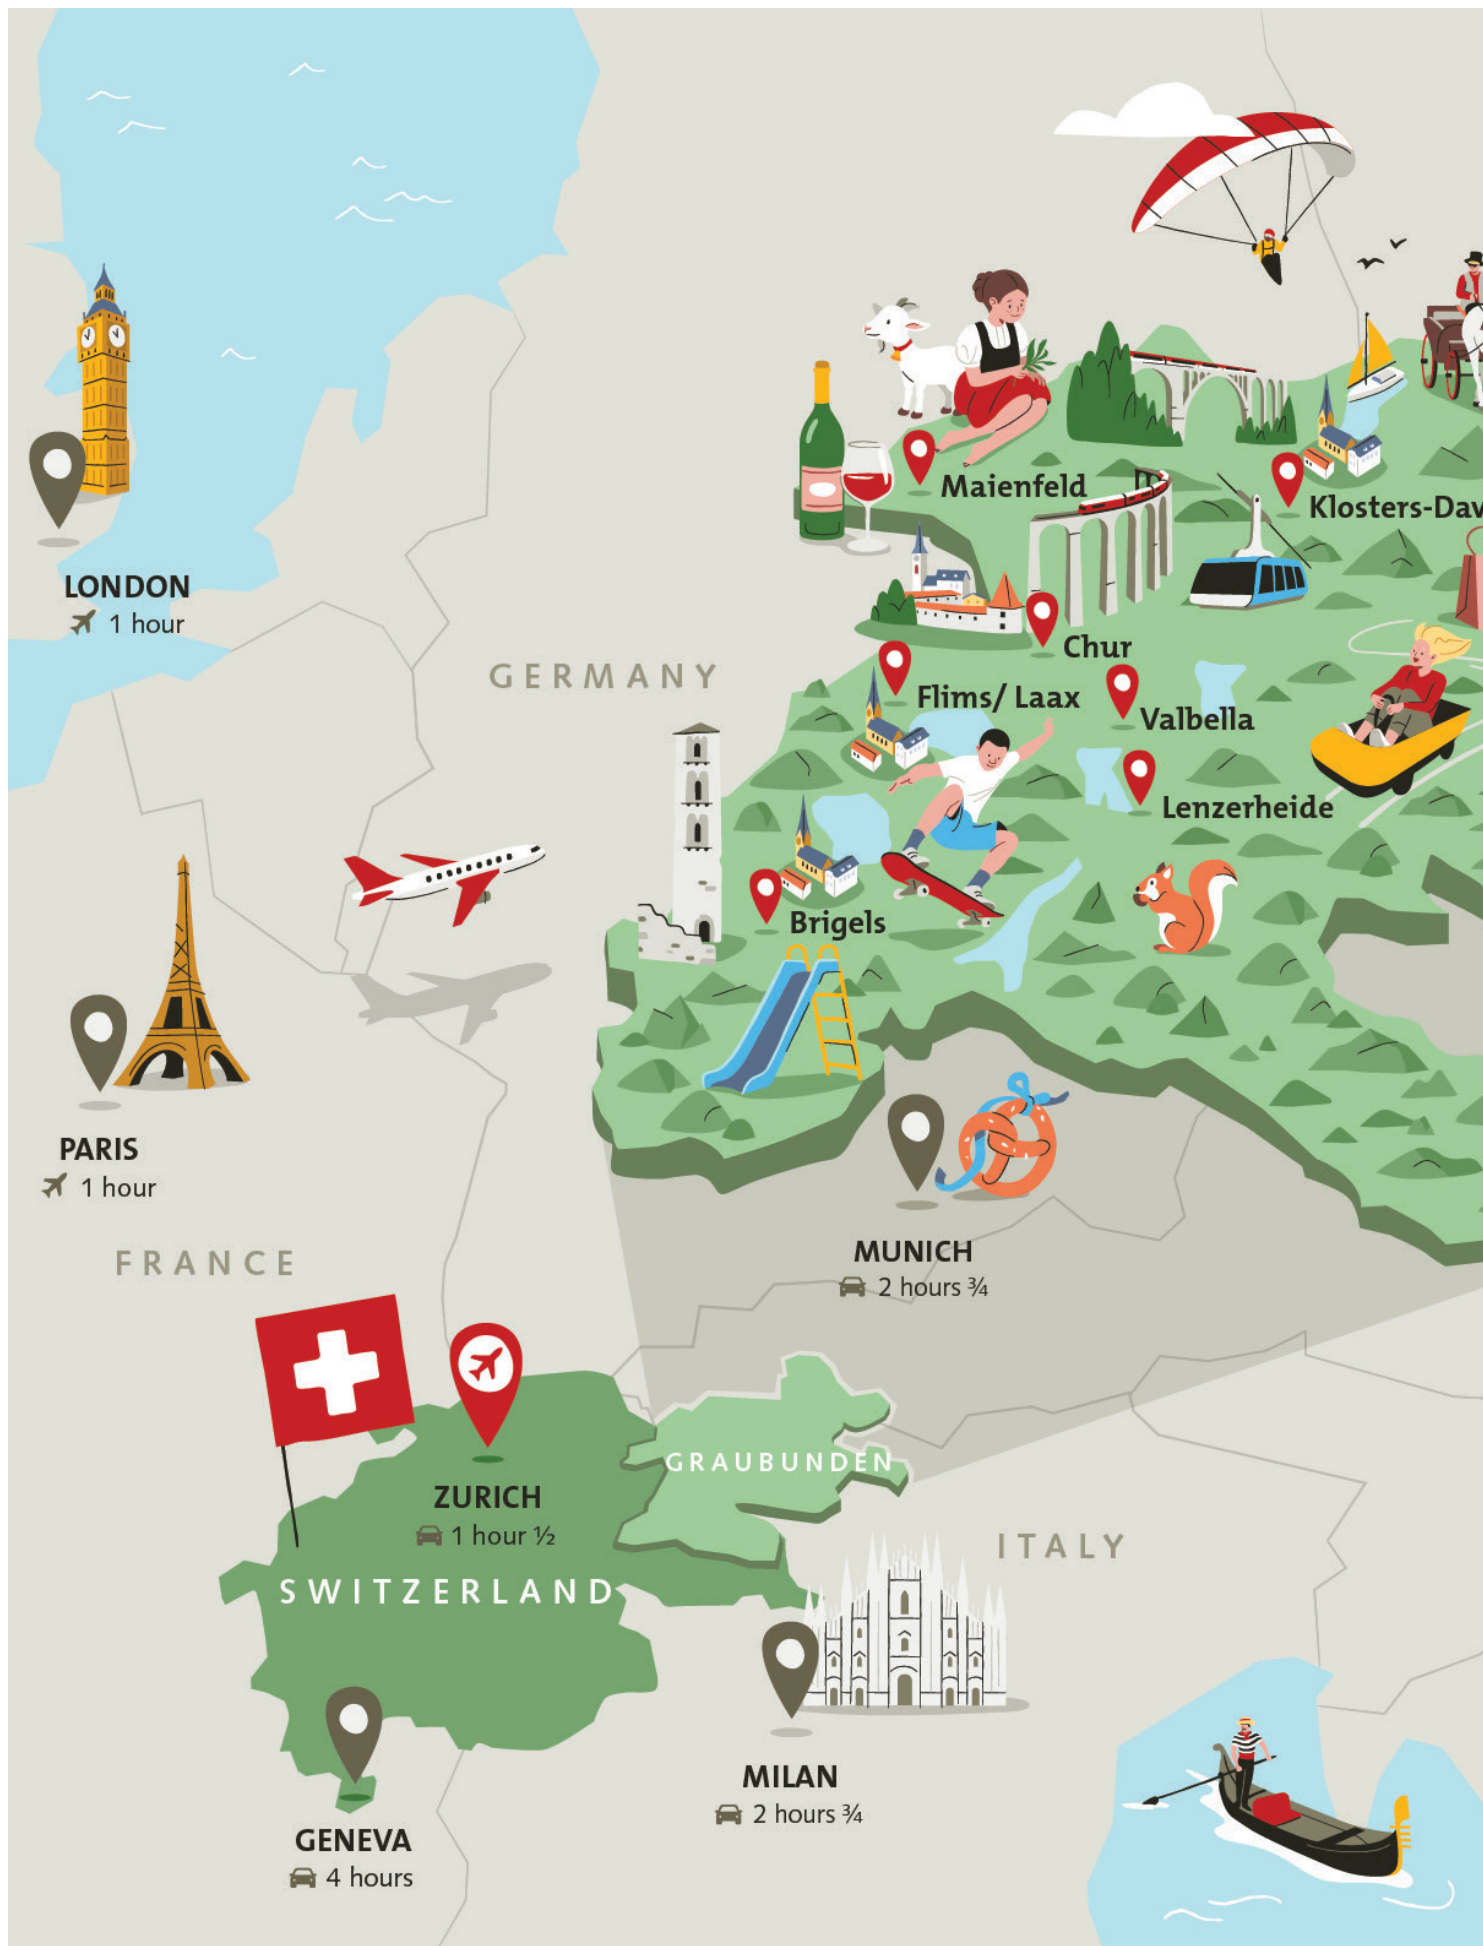 Maienfeld
Klosters-Dav
LONDON
1 hour
Chur
GERMANY
Flims/ Laax
Valbella
Lenzerheide
Brigels
PARIS
1 hour
FRANCE
MUNICH
2 hours ¾
GRAUBUNDEN
ZURICH
1 hour ½
ITALY
SWITZERLAND
MILAN
2 hours ¾
GENEVA
4 hours